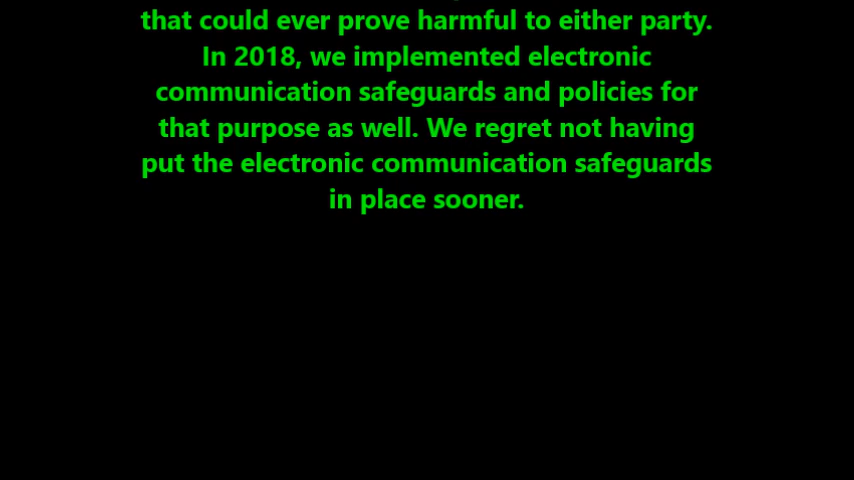 that could ever prove harmful to either party.
In 2018, we implemented electronic
communication safeguards and policies for
that purpose as well. We regret not having
put the electronic communication safeguards
in place sooner.